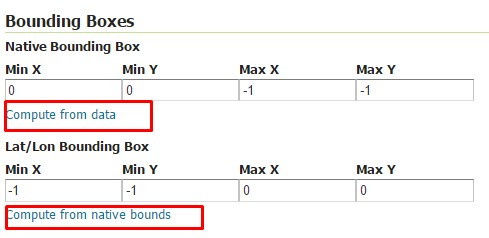 Bounding Boxes
Native Bounding Box
Min X Min Y Max X Max Y
0 0 -1 -1
Compute from data
Lat/Lon Bounding Box
Min X Min Y Max X Max Y
-1 -1 0 0
Compute from native bounds